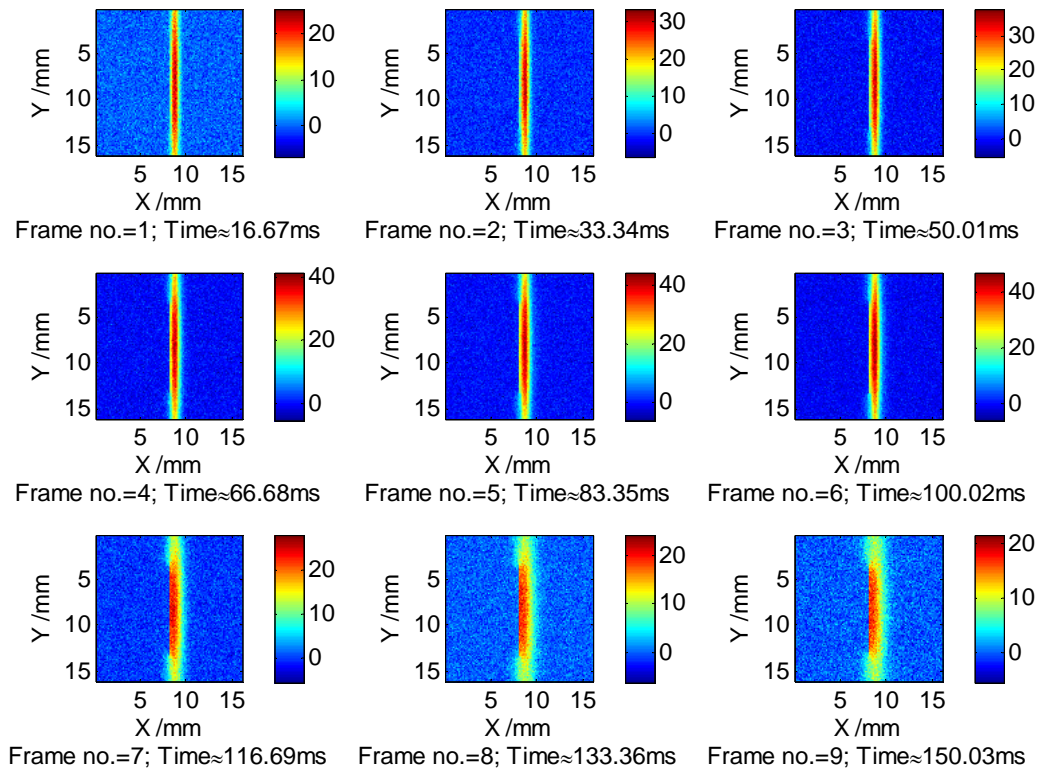 5
10
15
Y /mm
5 10 15
X /mm
20
10
0
Frame no.=1; Time≈16.67ms
5
10
15
Y /mm
5 10 15
X /mm
30
20
10
0
Frame no.=2; Time≈33.34ms
5
10
15
Y /mm
5 10 15
X /mm
30
20
10
0
Frame no.=3; Time≈50.01ms
5
10
15
Y /mm
5 10 15
X /mm
40
20
0
Frame no.=4; Time≈66.68ms
5
10
15
Y /mm
5 10 15
X /mm
40
20
0
Frame no.=5; Time≈83.35ms
5
10
15
Y /mm
5 10 15
X /mm
40
20
0
Frame no.=6; Time≈100.02ms
5
10
15
Y /mm
5 10 15
X /mm
20
10
0
Frame no.=7; Time≈116.69ms
5
10
15
Y /mm
5 10 15
X /mm
20
10
0
Frame no.=8; Time≈133.36ms
5
10
15
Y /mm
5 10 15
X /mm
20
10
0
Frame no.=9; Time≈150.03ms